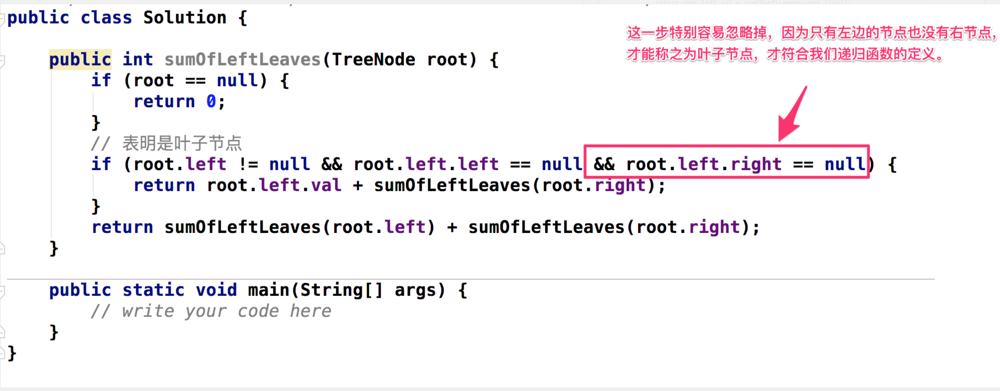 public class Solution {
这一步特别容易忽略掉，因为只有左边的节点也没有右节点，
才能称之为叶子节点，才符合我们递归函数的定义。
public int sumOfLeftLeaves(TreeNode root) {
if (root == null) {
return 0;
}
// 表明是叶子节点
if (root.left != null && root.left.left == null && root.left.right == null) {
return root.left.val + sumOfLeftLeaves(root.right);
}
return sumOfLeftLeaves(root.left) + sumOfLeftLeaves(root.right);
}
public static void main(String[] args) {
// write your code here
}
}